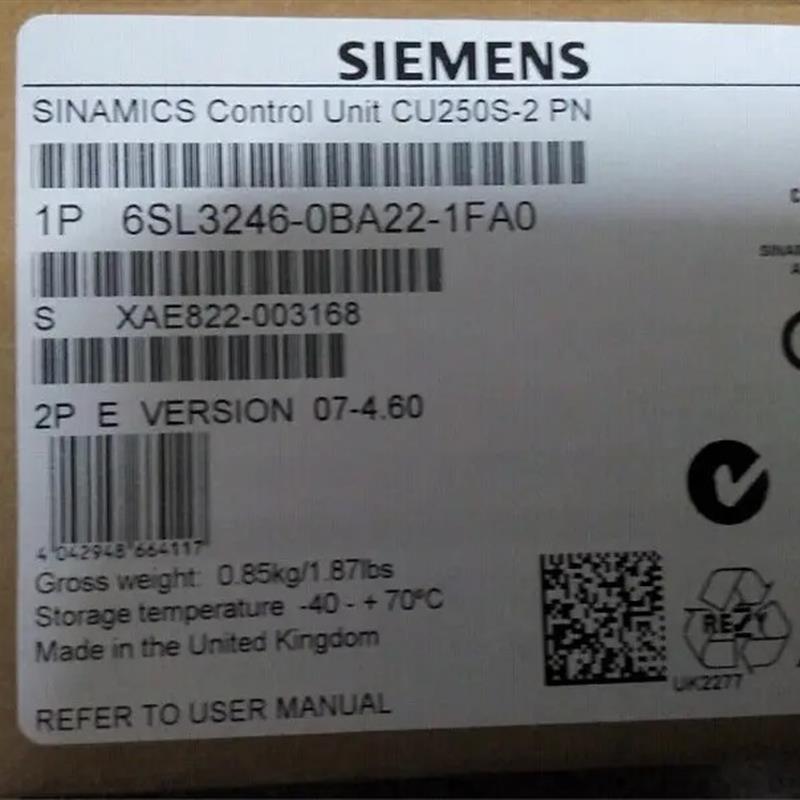 SIEMENS
SINAMICS Control Unit CU250S-2 PN
1P 6SL3246-0BA22-1FA0
S XAE822-003168
2P E VERSION 07-4.60
4 042948 664117
Gross weight: 0.85kg/1.87lbs
Storage temperature -40 - + 70°C
Made in the United Kingdom
RESY
UK2277
REFER TO USER MANUAL